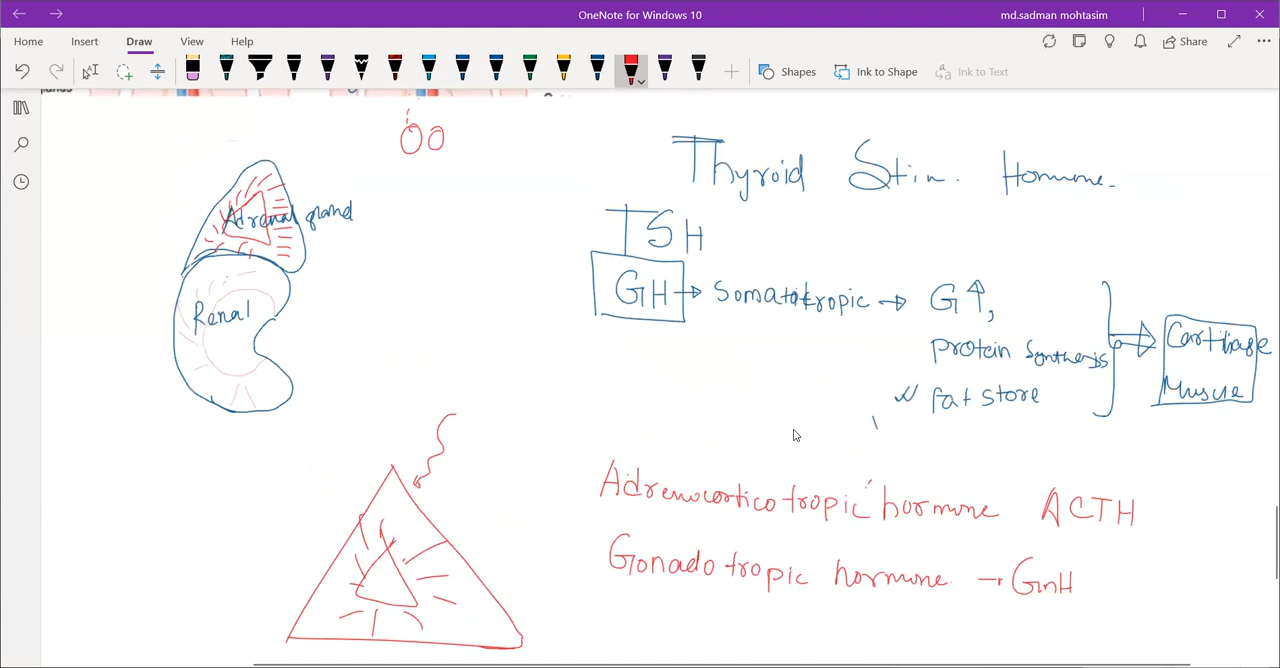 OneNote for Windows 10
md.sadman mohtasim
Home Insert Draw View Help
Share
Shapes
Ink to Shape
Ink to Text
Thyroid Stim. Hormone.
TSH
Adrenal gland
Renal
GH → Somatotropic → G↑,
protein synthesis
fat store
Cartilage
Muscle
Adrenocorticotropic hormone ACTH
Gonadotropic hormone. → GnH